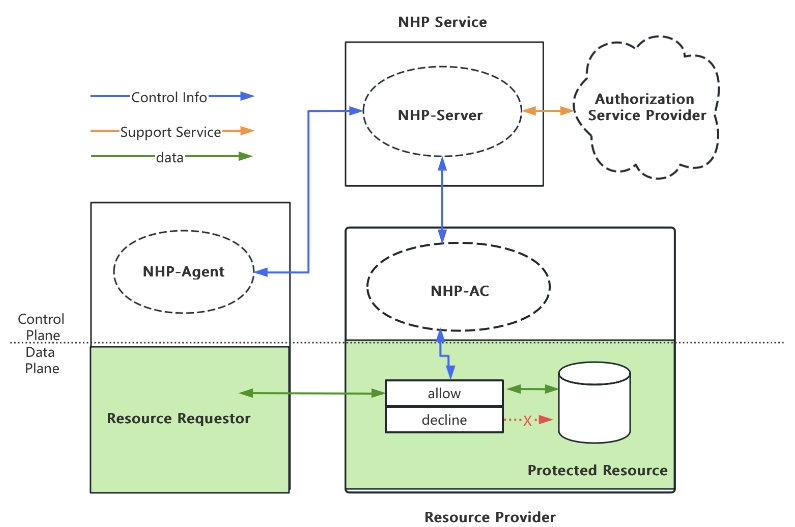 NHP Service
Control Info
Support Service
data
NHP-Server
Authorization
Service Provider
NHP-Agent
NHP-AC
Control
Plane
Data
Plane
allow
decline
X
Resource Requestor
Protected Resource
Resource Provider